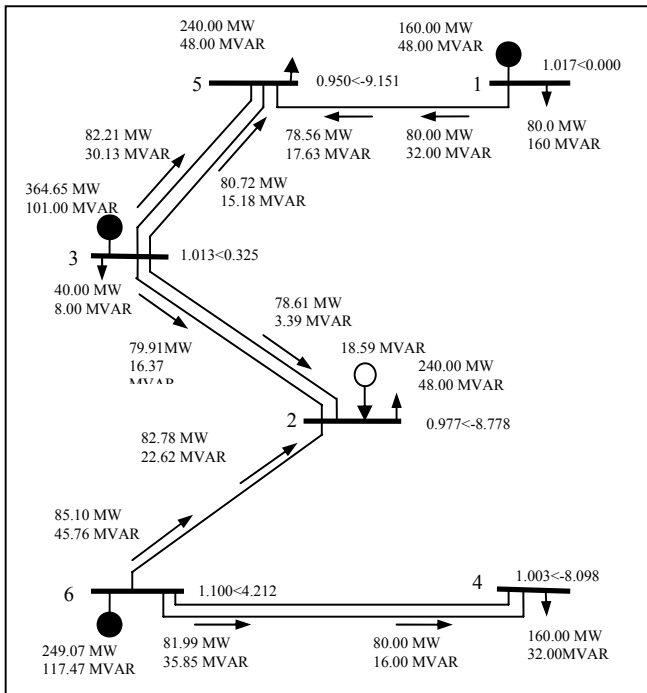 240.00 MW
48.00 MVAR
160.00 MW
48.00 MVAR
5
0.950<-9.151
1
1.017<0.000
82.21 MW
30.13 MVAR
78.56 MW
17.63 MVAR
80.00 MW
32.00 MVAR
80.0 MW
160 MVAR
80.72 MW
15.18 MVAR
364.65 MW
101.00 MVAR
3
1.013<0.325
40.00 MW
8.00 MVAR
78.61 MW
3.39 MVAR
79.91MW
16.37
MVAR
18.59 MVAR
240.00 MW
48.00 MVAR
2
0.977<-8.778
82.78 MW
22.62 MVAR
85.10 MW
45.76 MVAR
6
1.100<4.212
4
1.003<-8.098
249.07 MW
117.47 MVAR
81.99 MW
35.85 MVAR
80.00 MW
16.00 MVAR
160.00 MW
32.00MVAR